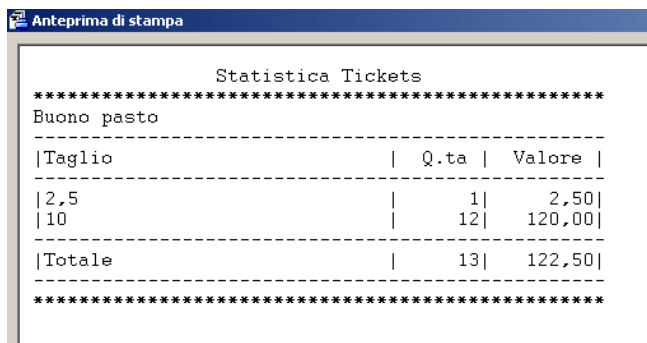 Anteprima di stampa
Statistica Tickets
**************************************************
Buono pasto
--------------------------------------------------
|Taglio | Q.ta | Valore |
--------------------------------------------------
|2,5 | 1| 2,50|
|10 | 12| 120,00|
--------------------------------------------------
|Totale | 13| 122,50|
--------------------------------------------------
**************************************************